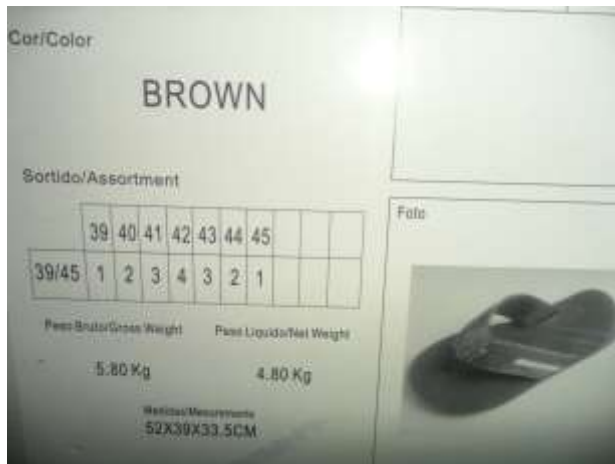 Cor/Color
BROWN
Sortido/Assortment
39 40 41 42 43 44 45
39/45 1 2 3 4 3 2 1
Peso Bruto/Gross Weight Peso Liquido/Net Weight
5.80 Kg 4.80 Kg
Medidas/Mesurements
52X39X33.5CM
Foto